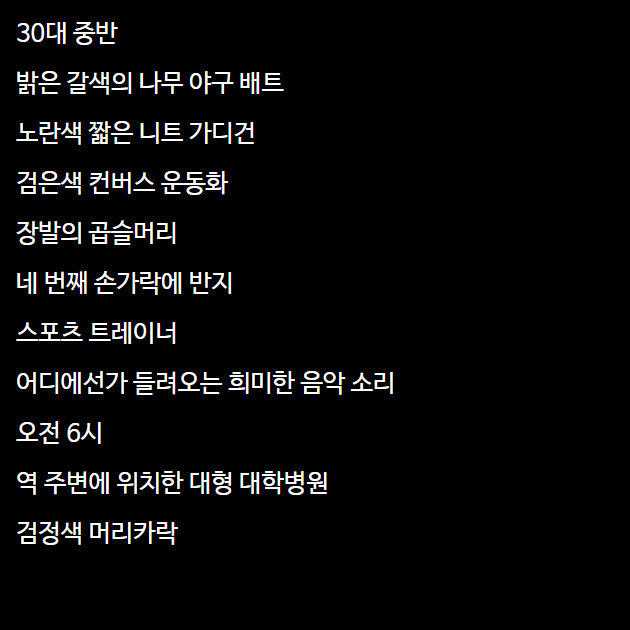 30대 중반
밝은 갈색의 나무 야구 배트
노란색 짧은 니트 가디건
검은색 컨버스 운동화
장발의 곱슬머리
네 번째 손가락에 반지
스포츠 트레이너
어디에선가 들려오는 희미한 음악 소리
오전 6시
역 주변에 위치한 대형 대학병원
검정색 머리카락